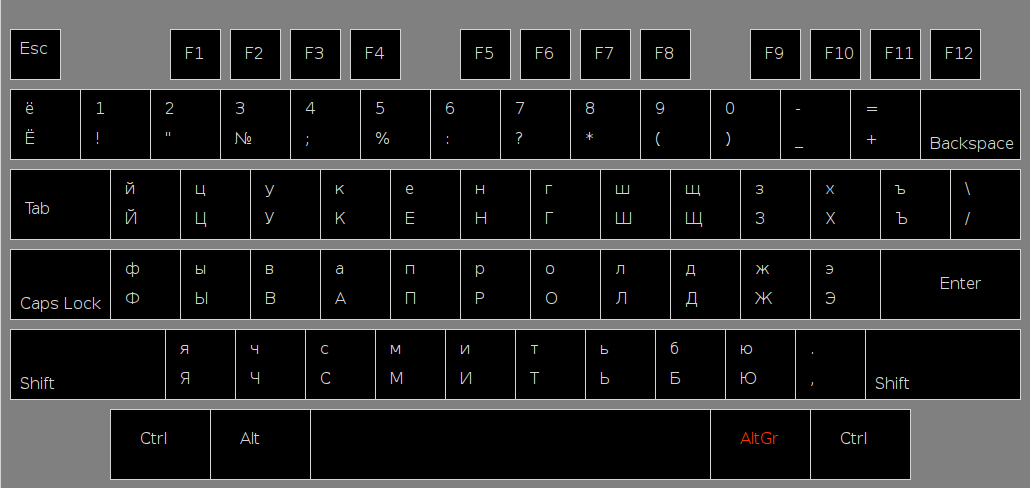 Esc F1 F2 F3 F4 F5 F6 F7 F8 F9 F10 F11 F12
ё 1 2 3 4 5 6 7 8 9 0 - =
Ё ! " № ; % : ? * ( ) _ + Backspace
й ц у к е н г ш щ з х ъ \
Tab
Й Ц У К Е Н Г Ш Щ З Х Ъ /
ф ы в а п р о л д ж э
Enter
Caps Lock Ф Ы В А П Р О Л Д Ж Э
я ч с м и т ь б ю .
Shift Я Ч С М И Т Ь Б Ю , Shift
Ctrl Alt AltGr Ctrl